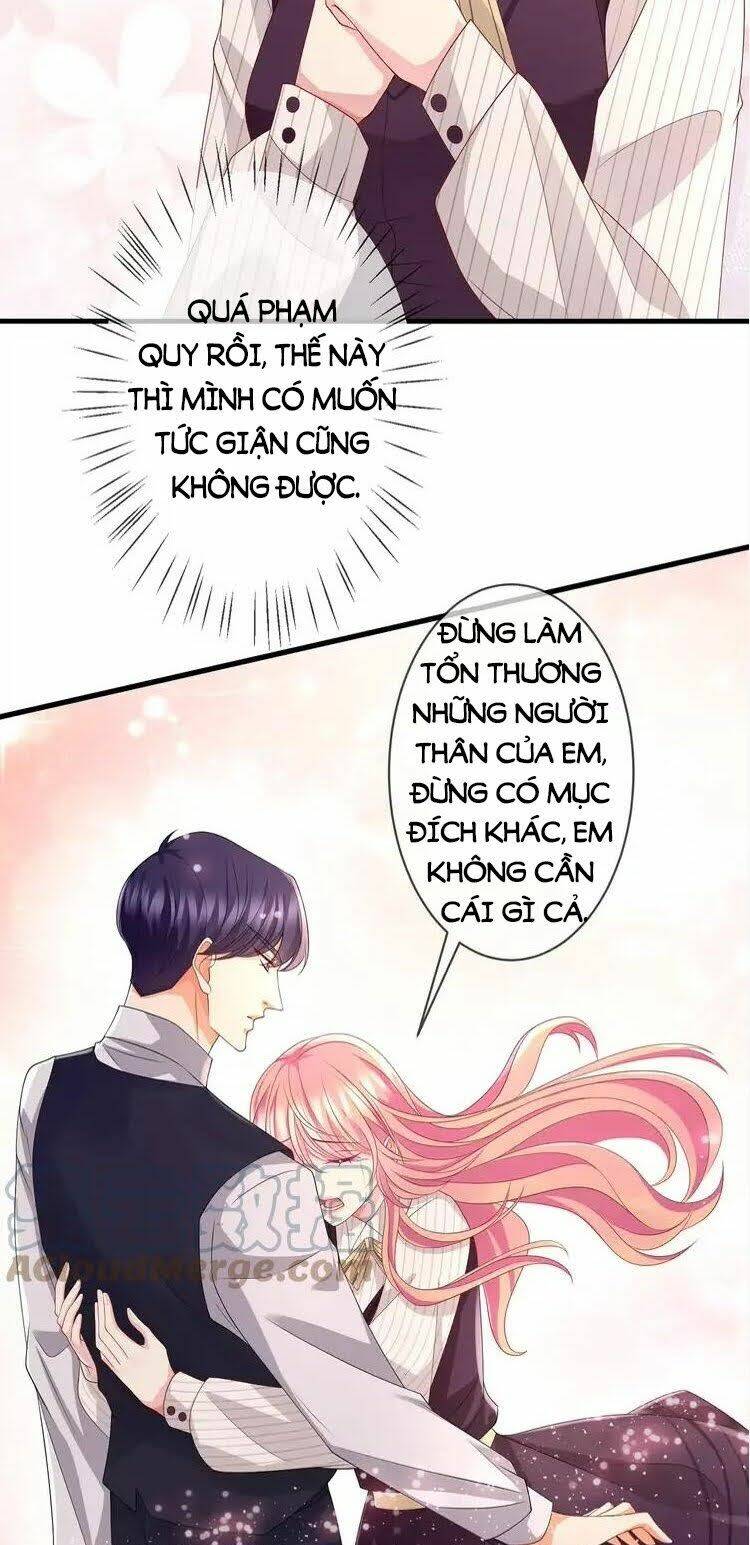 QUÁ PHẠM
QUY RỒI, THẾ NÀY
THÌ MÌNH CÓ MUỐN
TỨC GIẬN CŨNG
KHÔNG ĐƯỢC.
ĐỪNG LÀM
TỔN THƯƠNG
NHỮNG NGƯỜI
THÂN CỦA EM,
ĐỪNG CÓ MỤC
ĐÍCH KHÁC, EM
KHÔNG CẦN
CÁI GÌ CẢ.
ACloudMerge.com